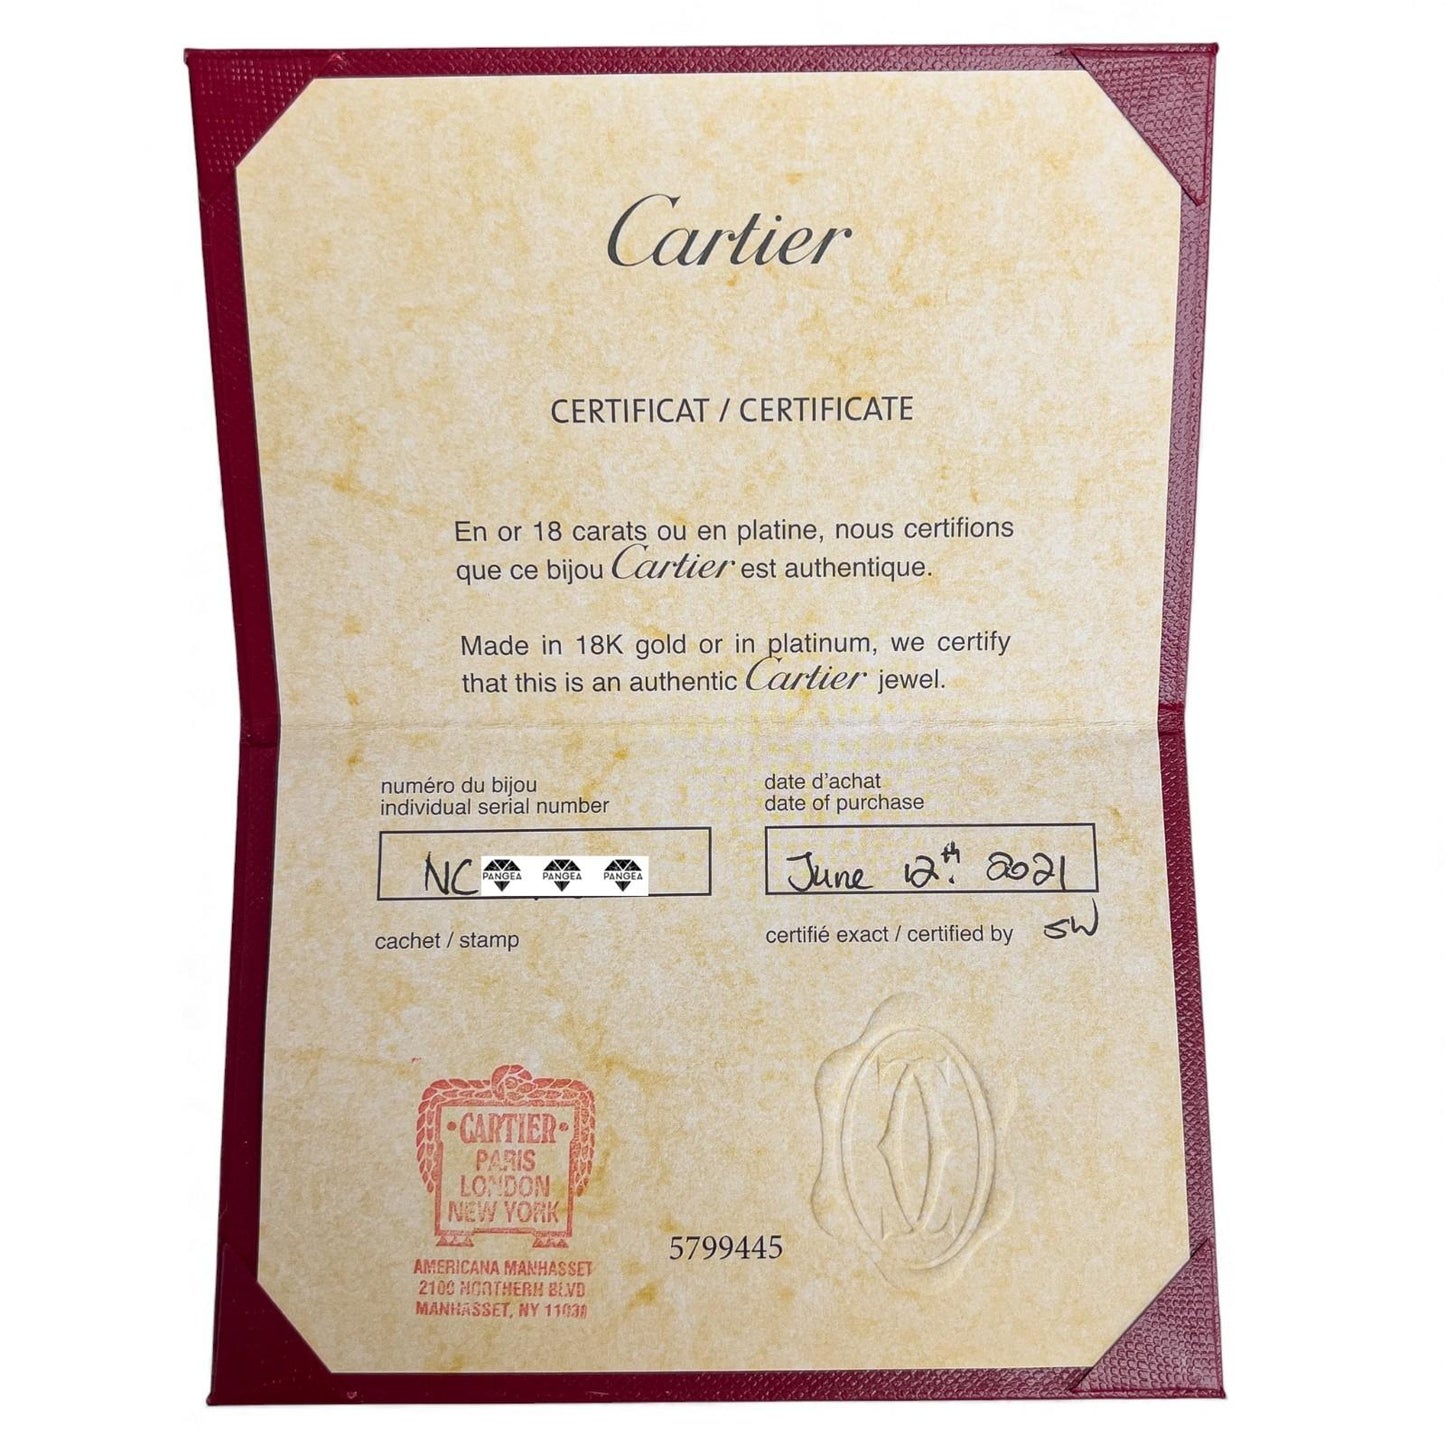 Cartier
CERTIFICAT / CERTIFICATE
En or 18 carats ou en platine, nous certifions
que ce bijou Cartier est authentique.
Made in 18K gold or in platinum, we certify
that this is an authentic Cartier jewel.
numéro du bijou
individual serial number
NC PANGEA PANGEA PANGEA
date d'achat
date of purchase
June 12th. 2021
cachet / stamp
certifié exact / certified by SW
•CARTIER•
PARIS
LONDON
NEW YORK
AMERICANA MANHASSET
2100 NORTHERN BLVD
MANHASSET, NY 11030
5799445